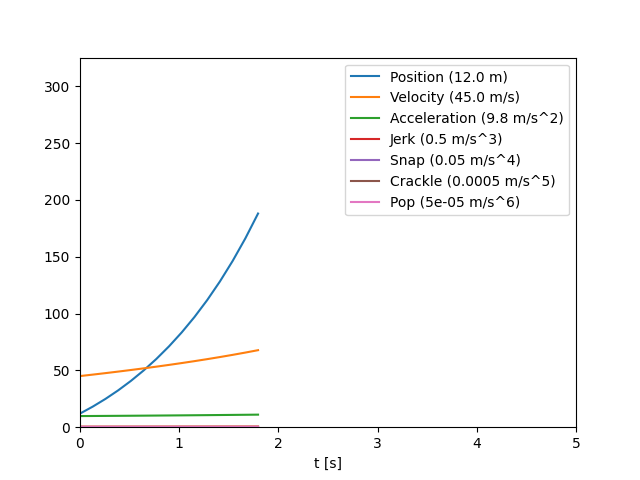 300
250
200
150
100
50
0
0 1 2 3 4 5
t [s]
Position (12.0 m)
Velocity (45.0 m/s)
Acceleration (9.8 m/s^2)
Jerk (0.5 m/s^3)
Snap (0.05 m/s^4)
Crackle (0.0005 m/s^5)
Pop (5e-05 m/s^6)